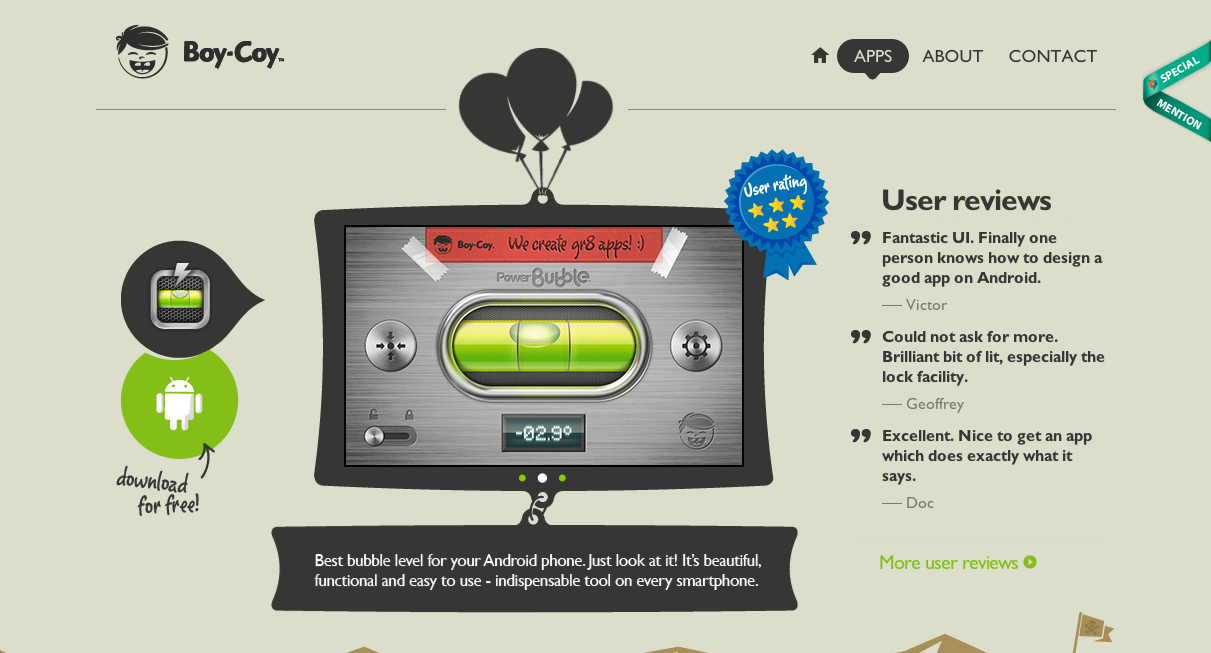 Boy-Coy™
APPS
ABOUT
CONTACT
SPECIAL
MENTION
User rating
Boy-Coy.
We create gr8 apps! :)
Power Bubble
-02.9°
download
for free!
Best bubble level for your Android phone. Just look at it! It's beautiful,
functional and easy to use - indispensable tool on every smartphone.
User reviews
Fantastic UI. Finally one
person knows how to design a
good app on Android.
— Victor
Could not ask for more.
Brilliant bit of lit, especially the
lock facility.
— Geoffrey
Excellent. Nice to get an app
which does exactly what it
says.
— Doc
More user reviews